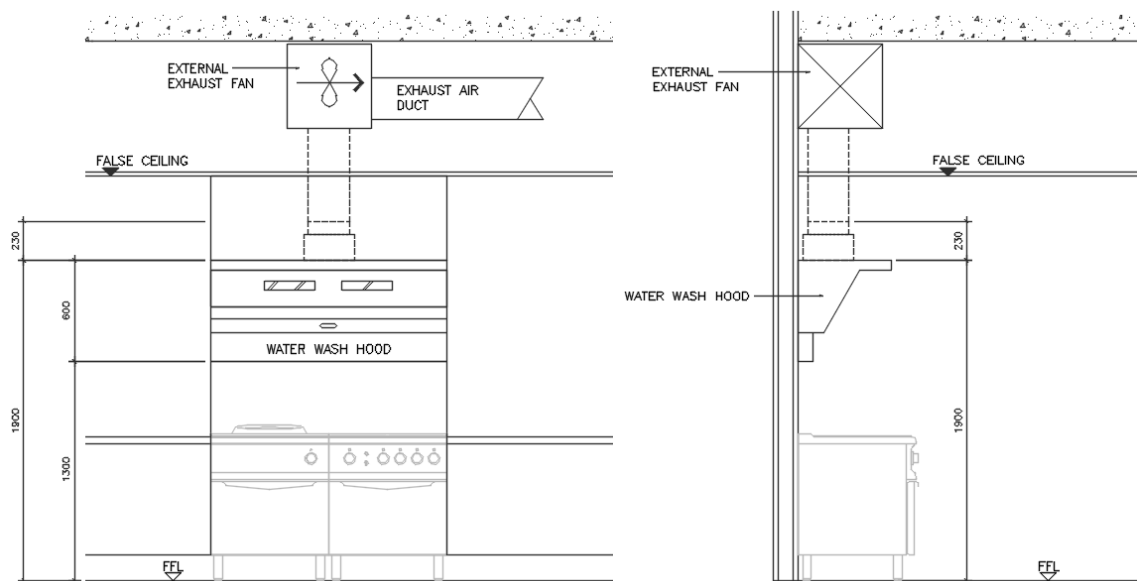 EXTERNAL
EXHAUST FAN
EXHAUST AIR
DUCT
FALSE CEILING
230
600
1900
1300
WATER WASH HOOD
FFL
EXTERNAL
EXHAUST FAN
FALSE CEILING
230
WATER WASH HOOD
1900
FFL